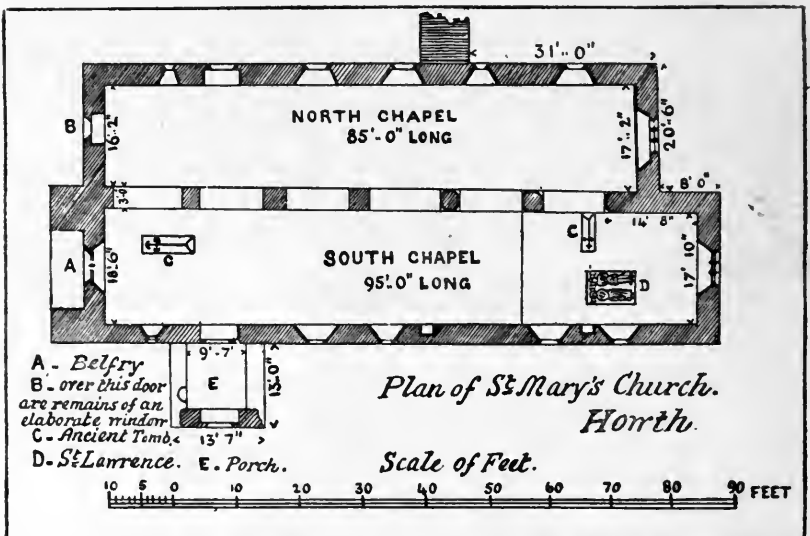 31'..0"
NORTH CHAPEL
85'-0" LONG
B
16'-2"
17'-2"
20'-6"
8' 0"
3'-0"
14' 8"
C
C
A
18'.6"
SOUTH CHAPEL
95'.0" LONG
17' 10"
D
9'-7'
13'-0"
E
13' 7"
A - Belfry
B - over this door
are remains of an
elaborate window
C - Ancient Tomb.
D - St Lawrence. E - Porch.
Plan of St Mary's Church.
Howth.
Scale of Feet.
10 5 0 10 20 30 40 50 60 70 80 90 FEET